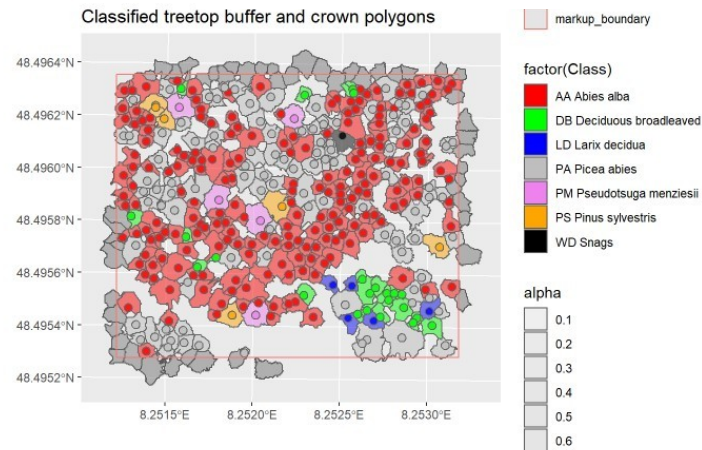 Classified treetop buffer and crown polygons
48.4964°N
48.4962°N
48.4960°N
48.4958°N
48.4956°N
48.4954°N
48.4952°N
8.2515°E
8.2520°E
8.2525°E
8.2530°E
markup_boundary
factor(Class)
AA Abies alba
DB Deciduous broadleaved
LD Larix decidua
PA Picea abies
PM Pseudotsuga menziesii
PS Pinus sylvestris
WD Snags
alpha
0.1
0.2
0.3
0.4
0.5
0.6